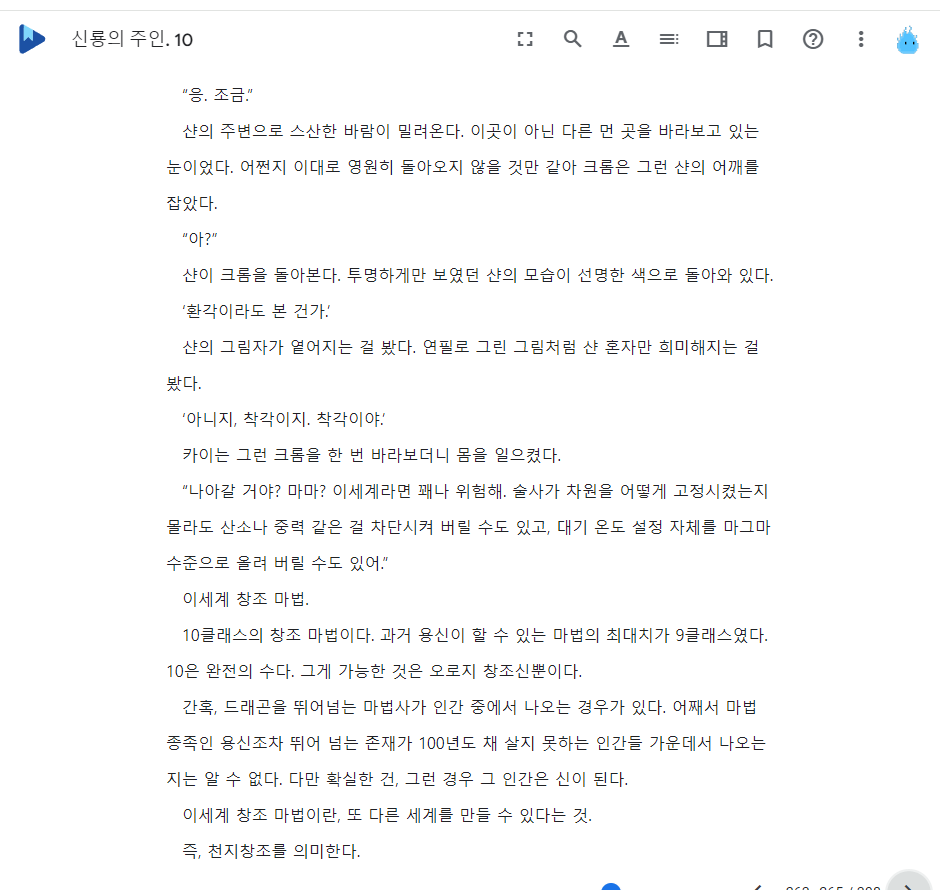 신룡의 주인. 10
“응. 조금.”
샨의 주변으로 스산한 바람이 밀려온다. 이곳이 아닌 다른 먼 곳을 바라보고 있는
눈이었다. 어쩐지 이대로 영원히 돌아오지 않을 것만 같아 크롬은 그런 샨의 어깨를
잡았다.
“아?”
샨이 크롬을 돌아본다. 투명하게만 보였던 샨의 모습이 선명한 색으로 돌아와 있다.
‘환각이라도 본 건가.’
샨의 그림자가 옅어지는 걸 봤다. 연필로 그린 그림처럼 샨 혼자만 희미해지는 걸
봤다.
‘아니지, 착각이지. 착각이야.’
카이는 그런 크롬을 한 번 바라보더니 몸을 일으켰다.
“나아갈 거야? 마마? 이세계라면 꽤나 위험해. 술사가 차원을 어떻게 고정시켰는지
몰라도 산소나 중력 같은 걸 차단시켜 버릴 수도 있고, 대기 온도 설정 자체를 마그마
수준으로 올려 버릴 수도 있어.”
이세계 창조 마법.
10클래스의 창조 마법이다. 과거 용신이 할 수 있는 마법의 최대치가 9클래스였다.
10은 완전의 수다. 그게 가능한 것은 오로지 창조신뿐이다.
간혹, 드래곤을 뛰어넘는 마법사가 인간 중에서 나오는 경우가 있다. 어째서 마법
종족인 용신조차 뛰어 넘는 존재가 100년도 채 살지 못하는 인간들 가운데서 나오는
지는 알 수 없다. 다만 확실한 건, 그런 경우 그 인간은 신이 된다.
이세계 창조 마법이란, 또 다른 세계를 만들 수 있다는 것.
즉, 천지창조를 의미한다.